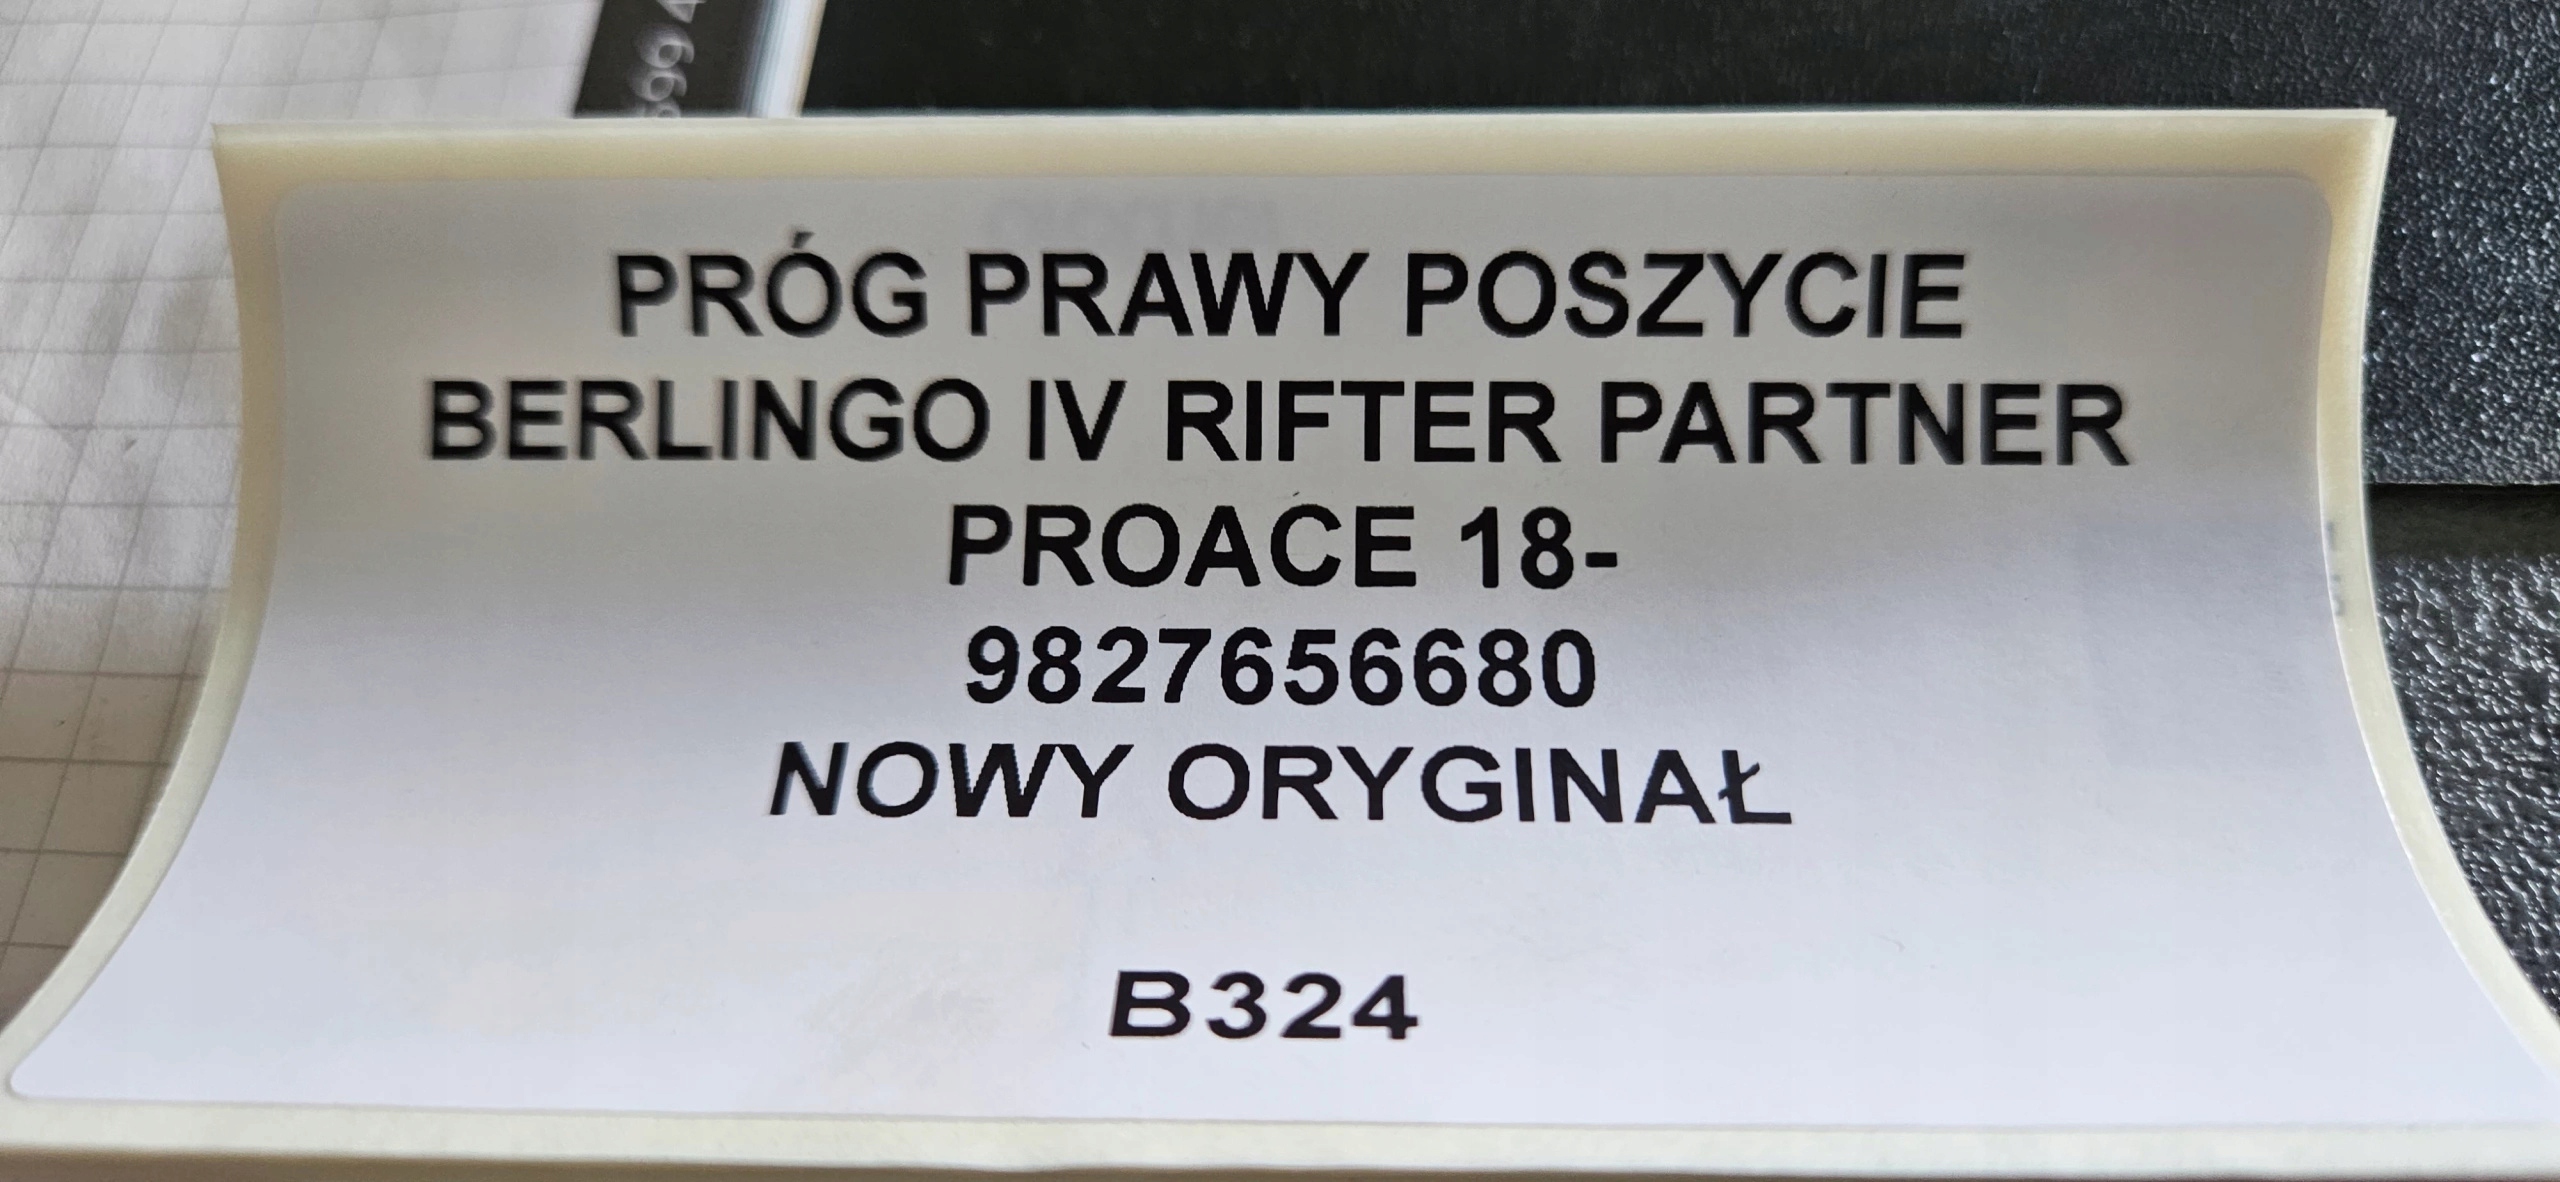 PRÓG PRAWY POSZYCIE
BERLINGO IV RIFTER PARTNER
PROACE 18-
9827656680
NOWY ORYGINAŁ
B324